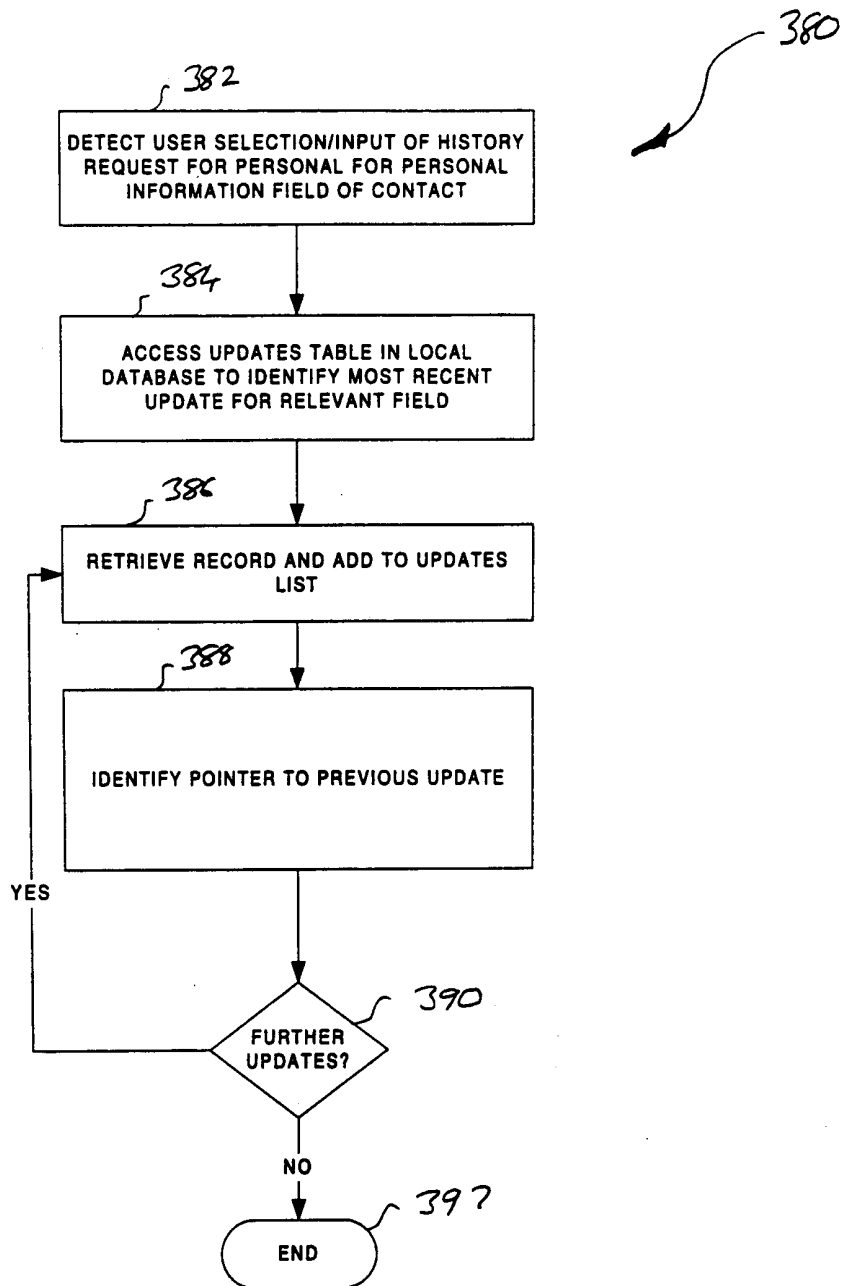 380
382
DETECT USER SELECTION/INPUT OF HISTORY
REQUEST FOR PERSONAL FOR PERSONAL
INFORMATION FIELD OF CONTACT
384
ACCESS UPDATES TABLE IN LOCAL
DATABASE TO IDENTIFY MOST RECENT
UPDATE FOR RELEVANT FIELD
386
RETRIEVE RECORD AND ADD TO UPDATES
LIST
388
IDENTIFY POINTER TO PREVIOUS UPDATE
YES
390
FURTHER
UPDATES?
NO
397
END